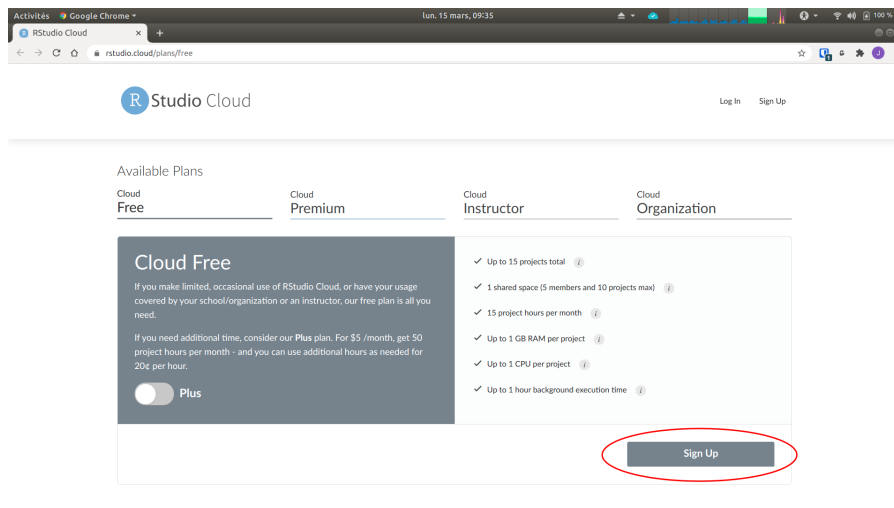 Activités Google Chrome lun. 15 mars, 09:35 100 %
RStudio Cloud
rstudio.cloud/plans/free
R Studio Cloud
Log In Sign Up
Available Plans
Cloud
Free
Cloud
Premium
Cloud
Instructor
Cloud
Organization
Cloud Free
If you make limited, occasional use of RStudio Cloud, or have your usage
covered by your school/organization or an instructor, our free plan is all you
need.
If you need additional time, consider our Plus plan. For $5 /month, get 50
project hours per month - and you can use additional hours as needed for
20¢ per hour.
Plus
Up to 15 projects total i
1 shared space (5 members and 10 projects max) i
15 project hours per month i
Up to 1 GB RAM per project i
Up to 1 CPU per project i
Up to 1 hour background execution time i
Sign Up